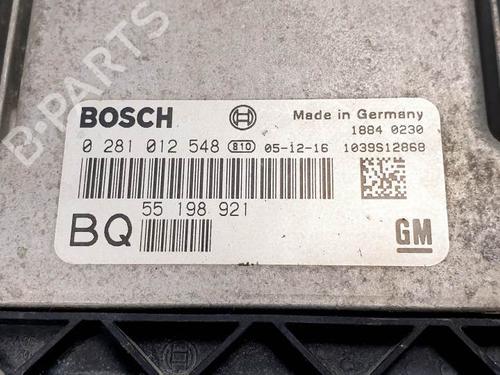 B-PARTS
BOSCH
Made in Germany
1884 0230
0 281 012 548 810 05-12-16 1039S12868
55 198 921
BQ
GM